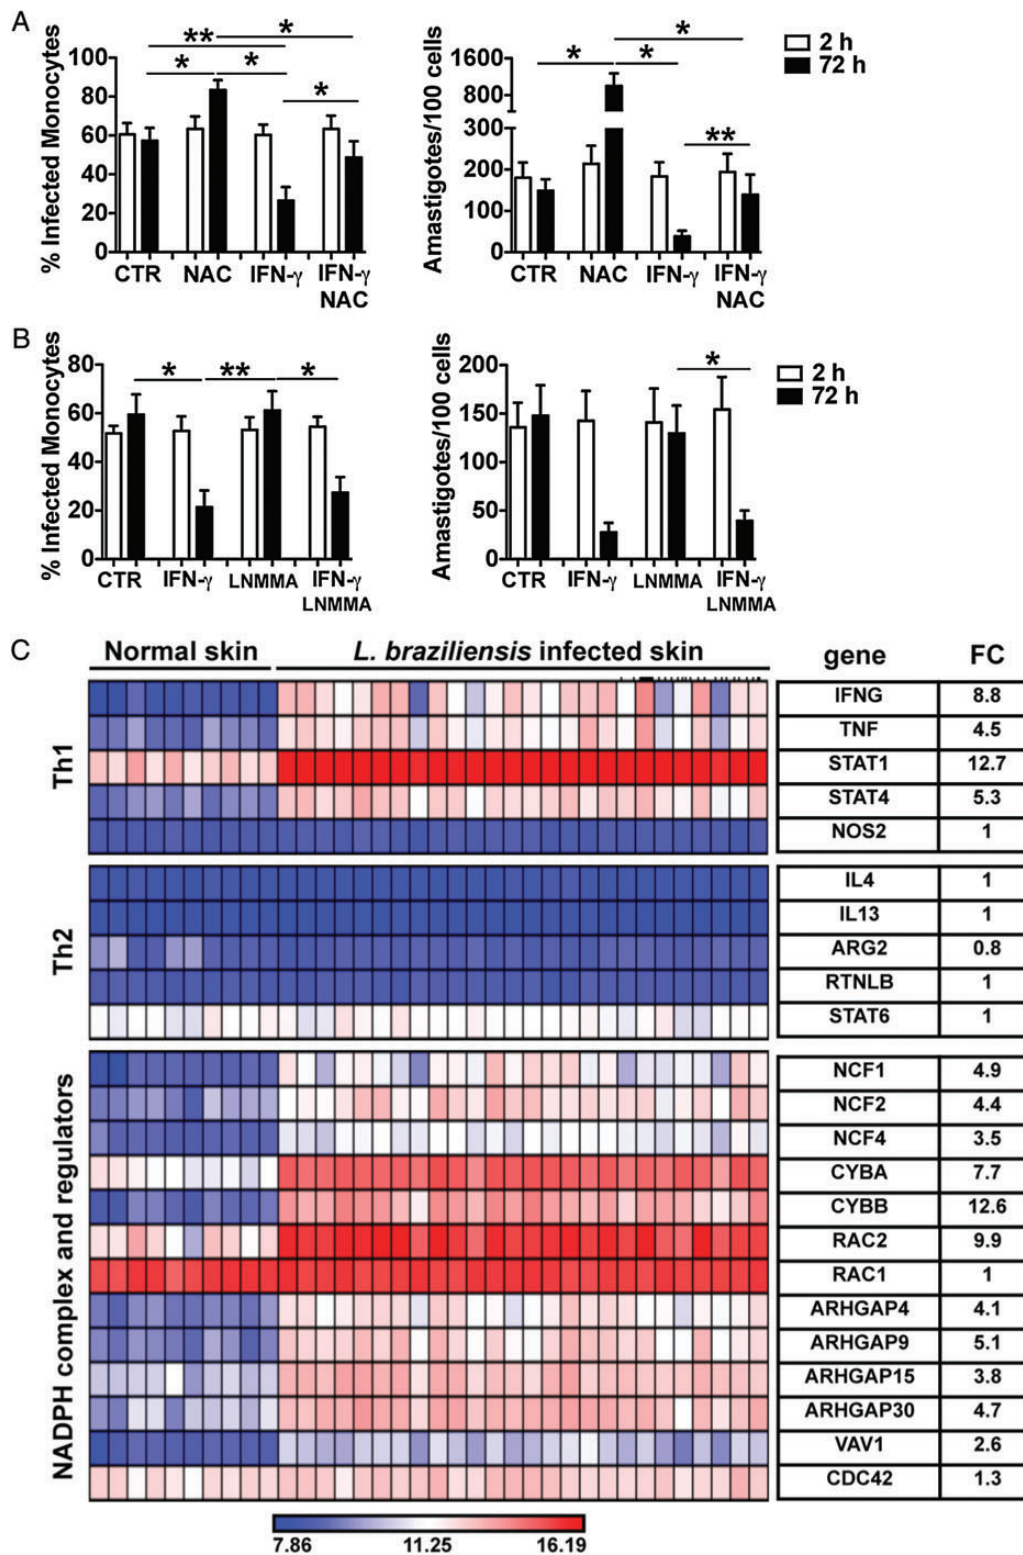 A
% Infected Monocytes
100
80
60
40
20
0
** * * * *
CTR NAC IFN-γ IFN-γ NAC
Amastigotes/100 cells
1600
800
300
200
100
0
* * * **
CTR NAC IFN-γ IFN-γ NAC
2 h
72 h
B
% Infected Monocytes
80
60
40
20
0
* ** *
CTR IFN-γ LNMMA IFN-γ LNMMA
Amastigotes/100 cells
200
150
100
50
0
*
CTR IFN-γ LNMMA IFN-γ LNMMA
2 h
72 h
C
Normal skin L. braziliensis infected skin gene FC
Th1
IFNG 8.8
TNF 4.5
STAT1 12.7
STAT4 5.3
NOS2 1
Th2
IL4 1
IL13 1
ARG2 0.8
RTNLB 1
STAT6 1
NADPH complex and regulators
NCF1 4.9
NCF2 4.4
NCF4 3.5
CYBA 7.7
CYBB 12.6
RAC2 9.9
RAC1 1
ARHGAP4 4.1
ARHGAP9 5.1
ARHGAP15 3.8
ARHGAP30 4.7
VAV1 2.6
CDC42 1.3
7.86 11.25 16.19